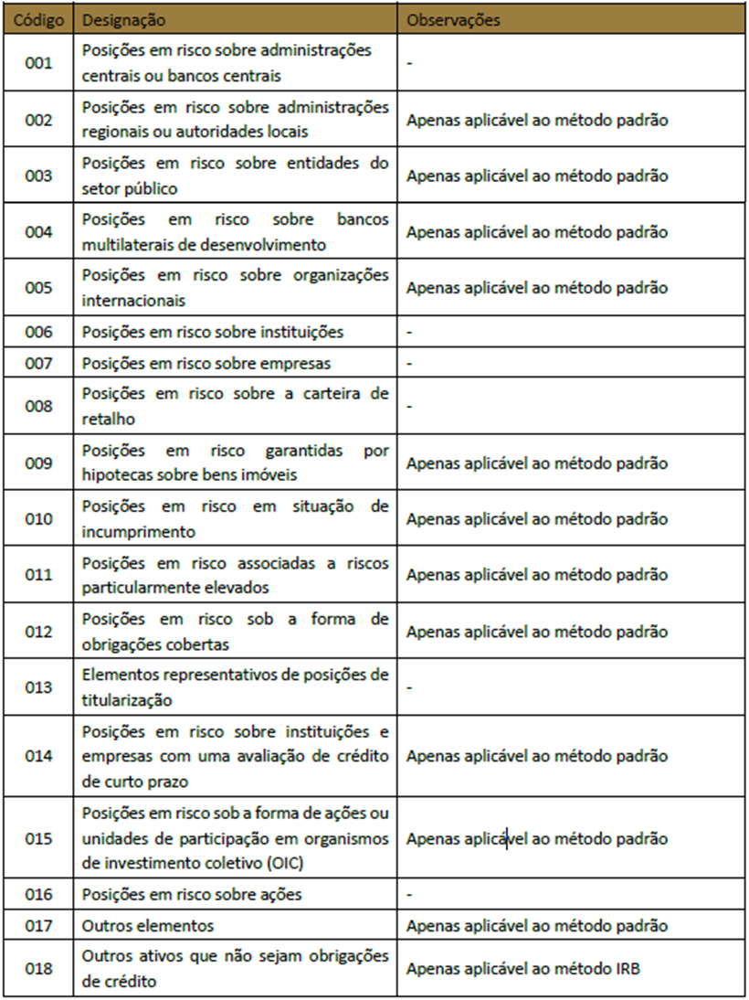 Código Designação Observações
001 Posições em risco sobre administrações
centrais ou bancos centrais -
002 Posições em risco sobre administrações
regionais ou autoridades locais Apenas aplicável ao método padrão
003 Posições em risco sobre entidades do
setor público Apenas aplicável ao método padrão
004 Posições em risco sobre bancos
multilaterais de desenvolvimento Apenas aplicável ao método padrão
005 Posições em risco sobre organizações
internacionais Apenas aplicável ao método padrão
006 Posições em risco sobre instituições -
007 Posições em risco sobre empresas -
008 Posições em risco sobre a carteira de
retalho -
009 Posições em risco garantidas por
hipotecas sobre bens imóveis Apenas aplicável ao método padrão
010 Posições em risco em situação de
incumprimento Apenas aplicável ao método padrão
011 Posições em risco associadas a riscos
particularmente elevados Apenas aplicável ao método padrão
012 Posições em risco sob a forma de
obrigações cobertas Apenas aplicável ao método padrão
013 Elementos representativos de posições de
titularização -
014 Posições em risco sobre instituições e
empresas com uma avaliação de crédito
de curto prazo Apenas aplicável ao método padrão
015 Posições em risco sob a forma de ações ou
unidades de participação em organismos
de investimento coletivo (OIC) Apenas aplicável ao método padrão
016 Posições em risco sobre ações -
017 Outros elementos Apenas aplicável ao método padrão
018 Outros ativos que não sejam obrigações
de crédito Apenas aplicável ao método IRB